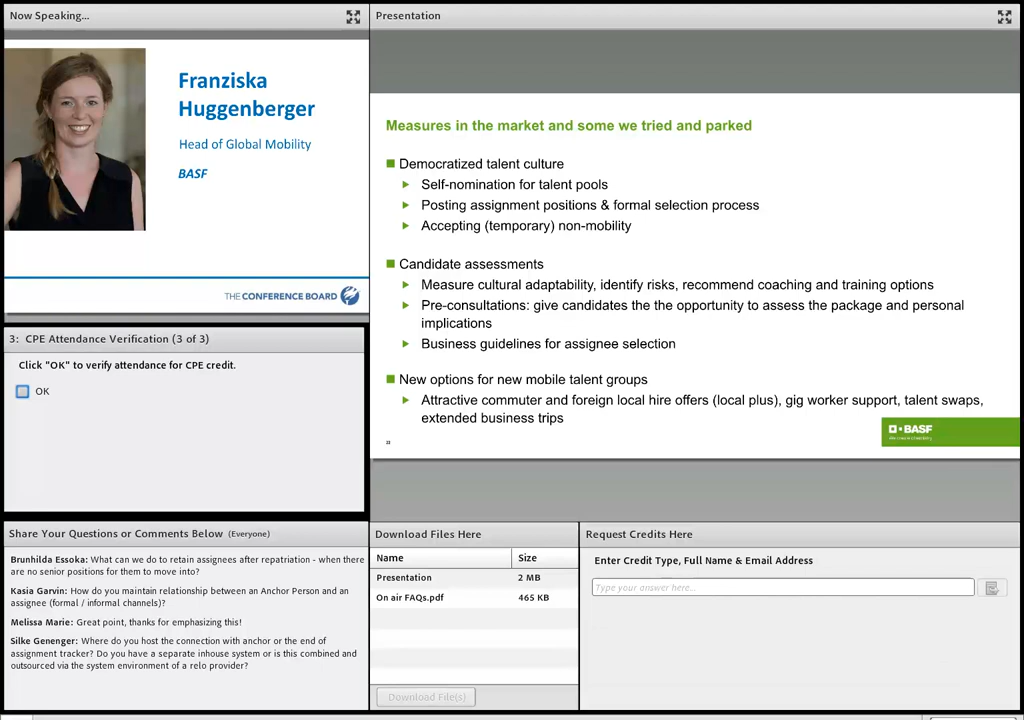 Now Speaking...
Franziska
Huggenberger
Head of Global Mobility
BASF
THE CONFERENCE BOARD
3: CPE Attendance Verification (3 of 3)
Click "OK" to verify attendance for CPE credit.
OK
Share Your Questions or Comments Below (Everyone)
Brunhilda Essoka: What can we do to retain assignees after repatriation - when there
are no senior positions for them to move into?
Kasia Garvin: How do you maintain relationship between an Anchor Person and an
assignee (formal / informal channels)?
Melissa Marie: Great point, thanks for emphasizing this!
Silke Genenger: Where do you host the connection with anchor or the end of
assignment tracker? Do you have a separate inhouse system or is this combined and
outsourced via the system environment of a relo provider?
Presentation
Measures in the market and some we tried and parked
Democratized talent culture
Self-nomination for talent pools
Posting assignment positions & formal selection process
Accepting (temporary) non-mobility
Candidate assessments
Measure cultural adaptability, identify risks, recommend coaching and training options
Pre-consultations: give candidates the the opportunity to assess the package and personal
implications
Business guidelines for assignee selection
New options for new mobile talent groups
Attractive commuter and foreign local hire offers (local plus), gig worker support, talent swaps,
extended business trips
BASF
Download Files Here
Name Size
Presentation 2 MB
On air FAQs.pdf 465 KB
Download File(s)
Request Credits Here
Enter Credit Type, Full Name & Email Address
Type your answer here...